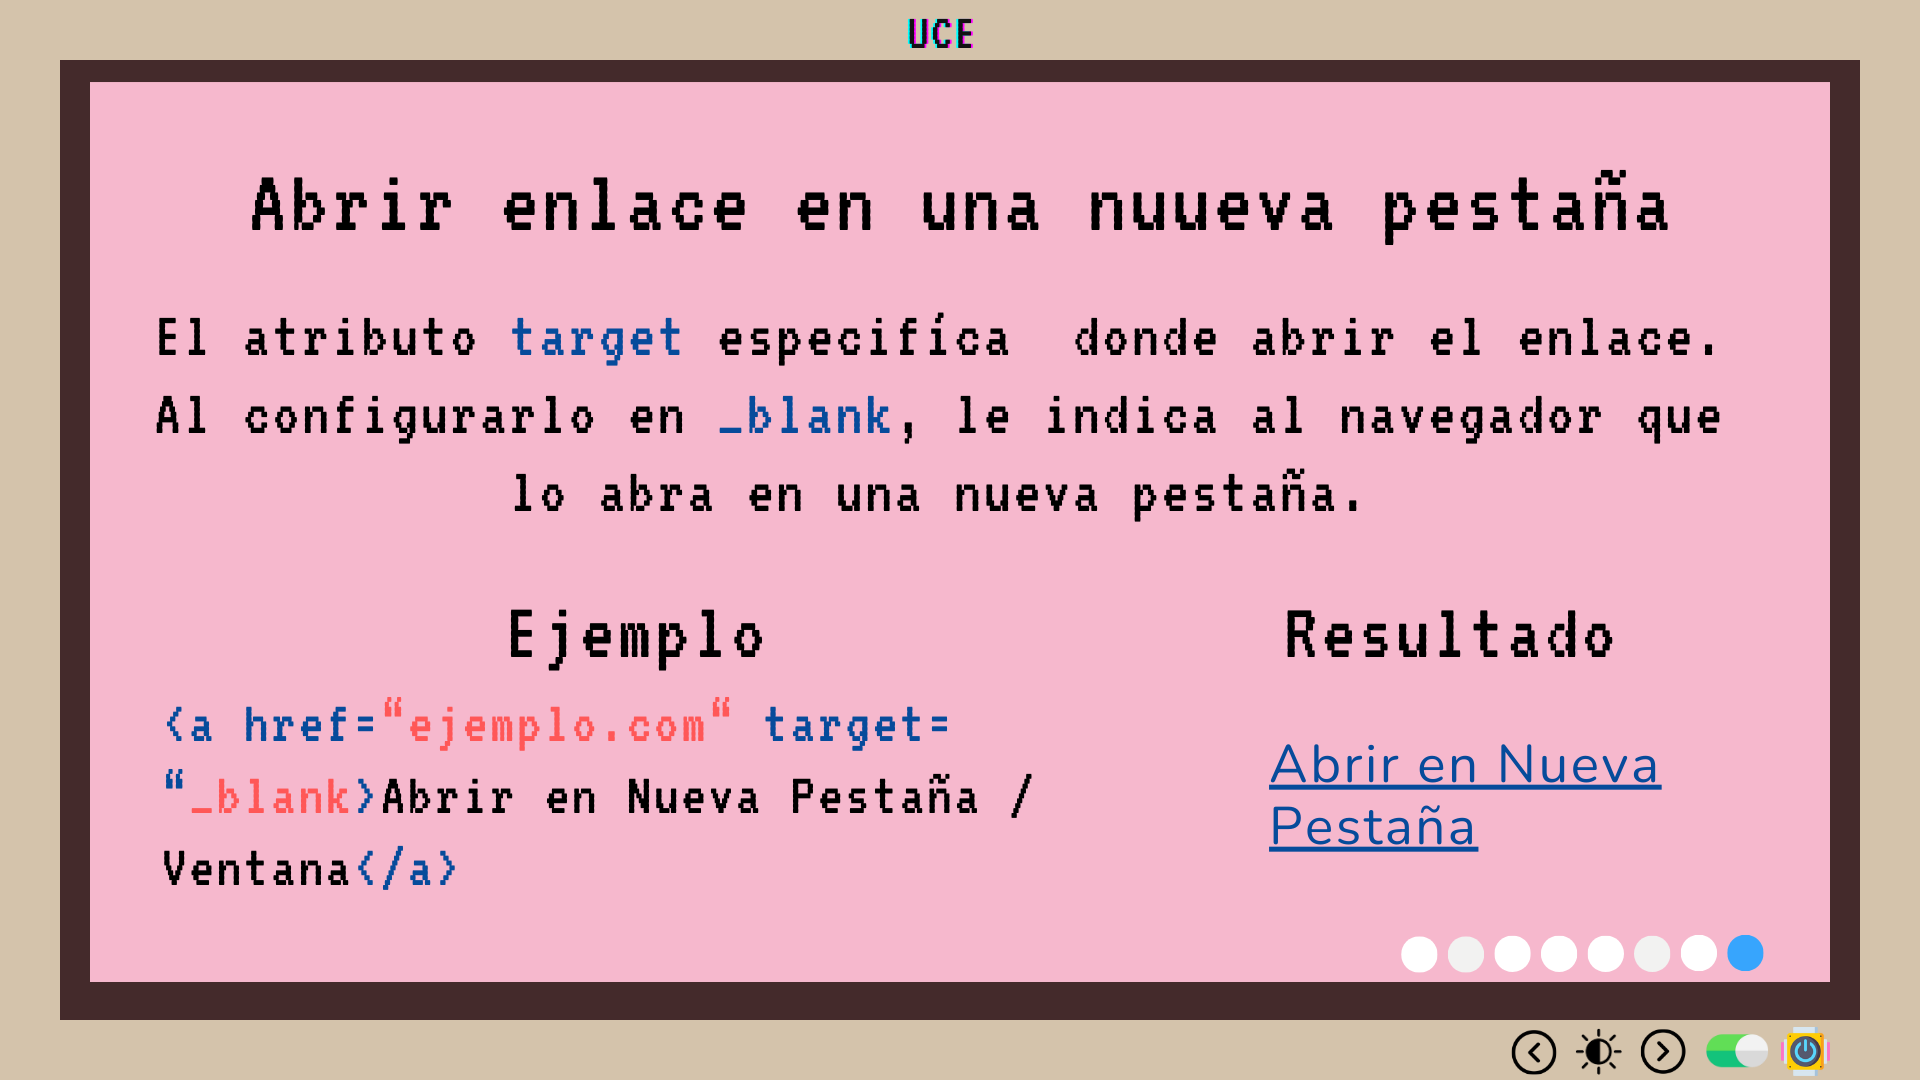 UCE
Abrir enlace en una nuueva pestaña
El atributo target especifíca  donde abrir el enlace.
Al configurarlo en _blank, le indica al navegador que
lo abra en una nueva pestaña.
Ejemplo
<a href=“ejemplo.com“ target=
“_blank>Abrir en Nueva Pestaña /
Ventana</a>
Resultado
Abrir en Nueva
Pestaña